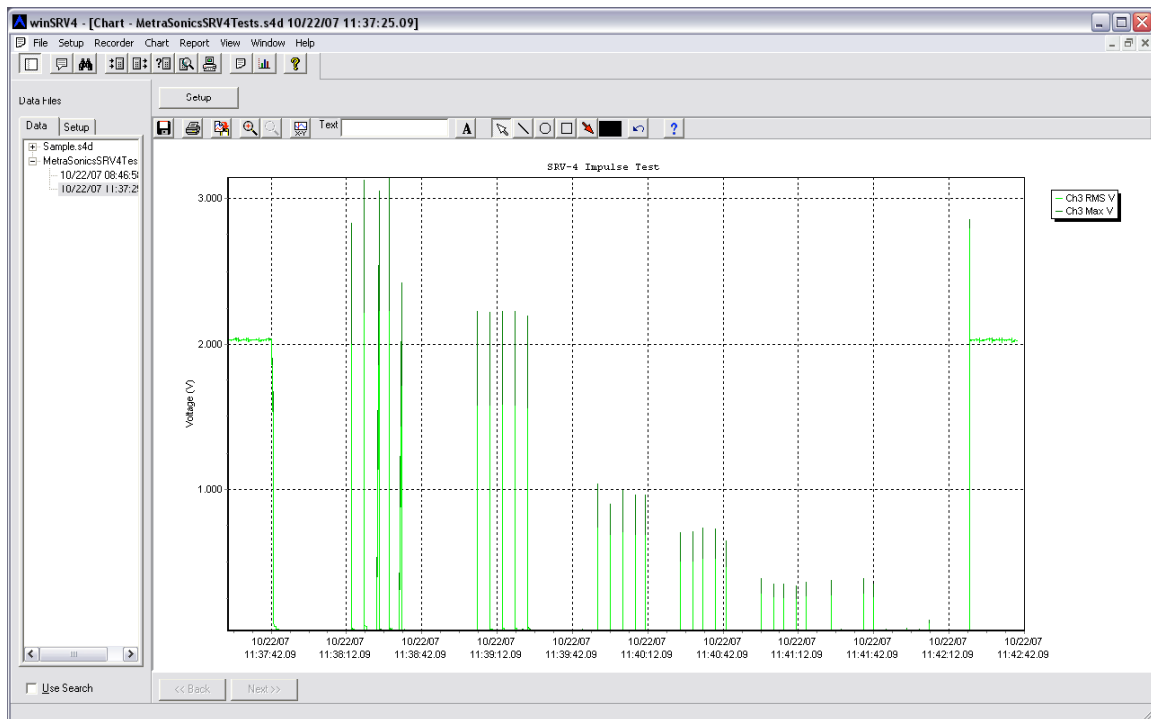 winSRV4 - [Chart - MetraSonicsSRV4Tests.s4d 10/22/07 11:37:25.09]
File Setup Recorder Chart Report View Window Help
Data Files
Setup
Data Setup
Text
A
Sample.s4d
MetraSonicsSRV4Tes
10/22/07 08:46:5
10/22/07 11:37:2
SRV-4 Impulse Test
Ch3 RMS V
Ch3 Max V
3.000
2.000
1.000
Voltage (V)
10/22/07 10/22/07 10/22/07 10/22/07 10/22/07 10/22/07 10/22/07 10/22/07 10/22/07 10/22/07 10/22/07
11:37:42.09 11:38:12.09 11:38:42.09 11:39:12.09 11:39:42.09 11:40:12.09 11:40:42.09 11:41:12.09 11:41:42.09 11:42:12.09 11:42:42.09
Use Search
<< Back Next >>